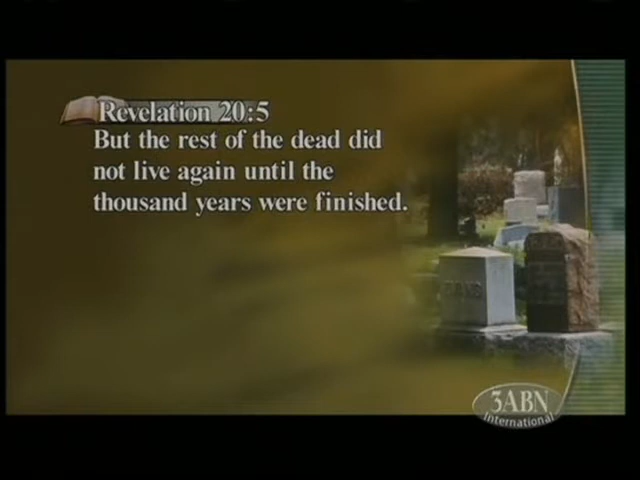 Revelation 20:5
But the rest of the dead did
not live again until the
thousand years were finished.
3ABN
International